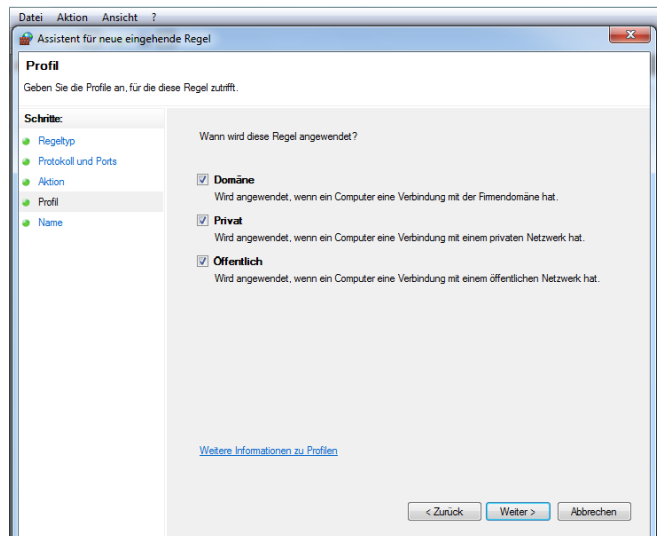 Datei Aktion Ansicht ?
Assistent für neue eingehende Regel
Profil
Geben Sie die Profile an, für die diese Regel zutrifft.
Schritte:
Regeltyp
Protokoll und Ports
Aktion
Profil
Name
Wann wird diese Regel angewendet?
Domäne
Wird angewendet, wenn ein Computer eine Verbindung mit der Firmendomäne hat.
Privat
Wird angewendet, wenn ein Computer eine Verbindung mit einem privaten Netzwerk hat.
Öffentlich
Wird angewendet, wenn ein Computer eine Verbindung mit einem öffentlichen Netzwerk hat.
Weitere Informationen zu Profilen
< Zurück Weiter > Abbrechen